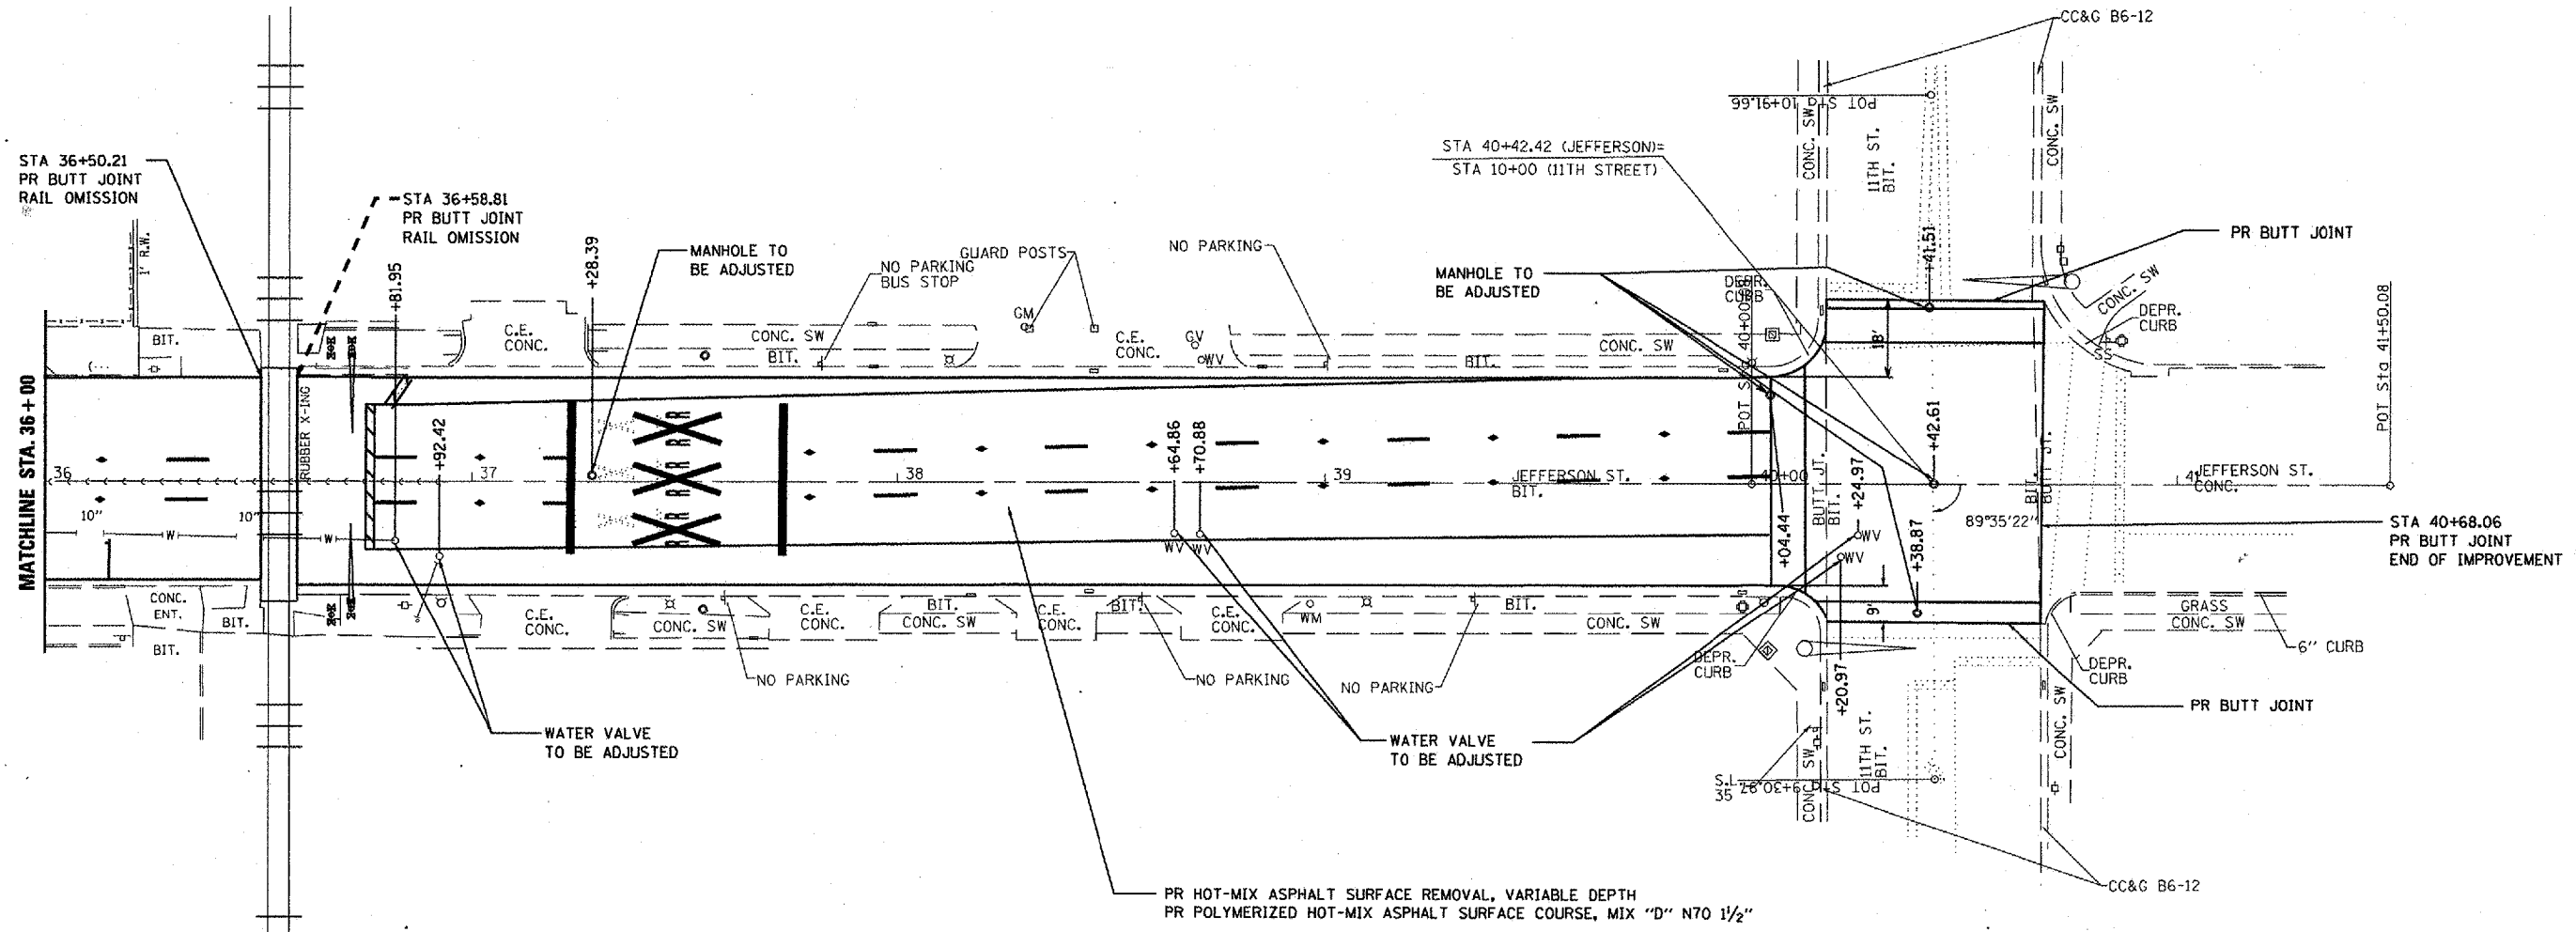 CC&G B6-12
POT Sta 10+91.66
CONC. SW
CONC. SW
11TH ST.
BIT.
STA 40+42.42 (JEFFERSON)=
STA 10+00 (11TH STREET)
STA 36+50.21
PR BUTT JOINT
RAIL OMISSION
STA 36+58.81
PR BUTT JOINT
RAIL OMISSION
1' R.W.
+81.95
+28.39
MANHOLE TO
BE ADJUSTED
GUARD POSTS
NO PARKING
BUS STOP
NO PARKING
MANHOLE TO
BE ADJUSTED
+41.51
PR BUTT JOINT
DEPR.
CURB
CONC. SW
DEPR.
CURB
SS
POT Sta 41+50.08
BIT.
C.E.
CONC.
CONC. SW
BIT.
GM
C.E.
CONC.
GV
WV
BIT.
CONC. SW
18'
MATCHLINE STA. 36+00
RUBBER X-ING
36
+92.42
37
R R
R R
R R
38
+64.86
+70.88
39
JEFFERSON ST.
BIT.
40+00
+42.61
+24.97
BUTT JT.
BIT.
BIT.
BUTT JT.
41
JEFFERSON ST.
CONC.
10"
10"
W
W
W
WV
WV
WV
WV
+04.44
+38.87
89°35'22"
STA 40+68.06
PR BUTT JOINT
END OF IMPROVEMENT
CONC.
ENT.
BIT.
BIT.
C.E.
CONC.
CONC. SW
C.E.
CONC.
BIT.
CONC. SW
C.E.
CONC.
BIT.
C.E.
CONC.
WM
BIT.
CONC. SW
9'
GRASS
CONC. SW
6" CURB
DEPR.
CURB
DEPR.
CURB
NO PARKING
NO PARKING
NO PARKING
+20.97
PR BUTT JOINT
WATER VALVE
TO BE ADJUSTED
WATER VALVE
TO BE ADJUSTED
11TH ST.
BIT.
CONC. SW
CONC. SW
S.L.
35
CC&G B6-12
PR HOT-MIX ASPHALT SURFACE REMOVAL, VARIABLE DEPTH
PR POLYMERIZED HOT-MIX ASPHALT SURFACE COURSE, MIX "D" N70 1½"